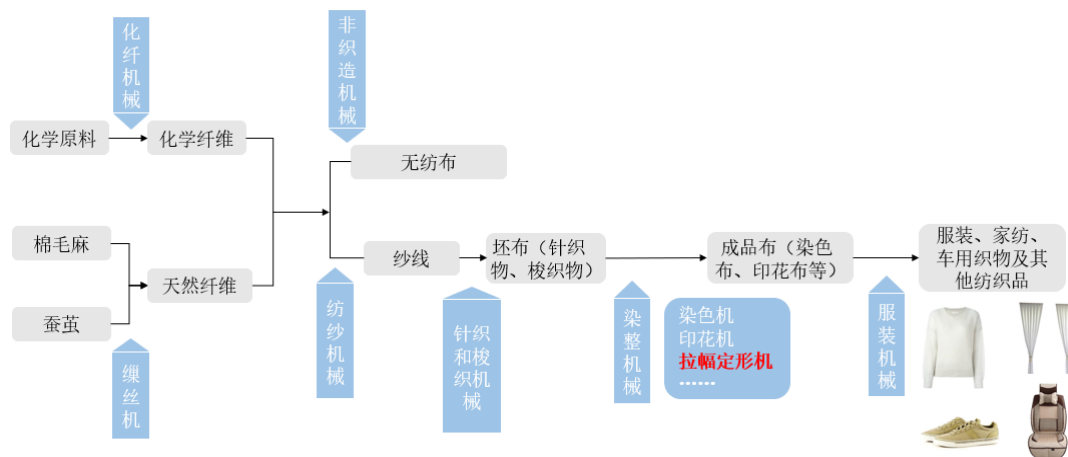 化纤机械
非织造机械
化学原料
化学纤维
无纺布
棉毛麻
天然纤维
蚕茧
纱线
坯布（针织
物、梭织物）
成品布（染色
布、印花布等）
服装、家纺、
车用织物及其
他纺织品
缫丝机
纺纱机械
针织
和梭
织机
械
染整机械
染色机
印花机
拉幅定形机
……
服装机械